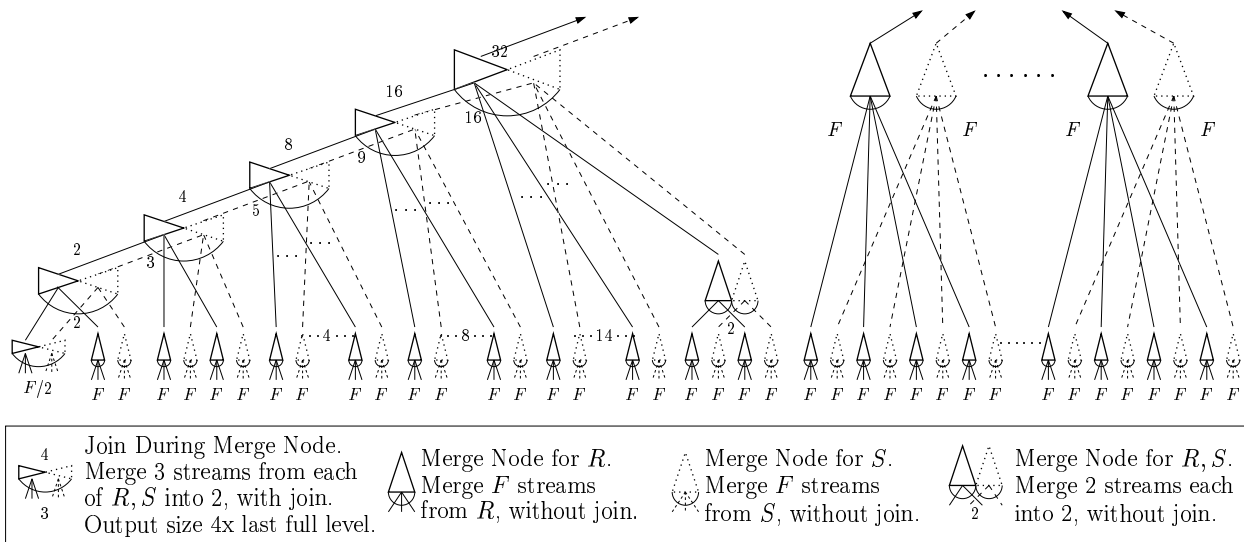 32
16
16
8
9
4
5
2
3
2
2
4
8
14
F/2
F F F F F F F F F F F F F F F F F F F F F F F F F F F F F F F F F F
F F F F
4
3
Join During Merge Node.
Merge 3 streams from each
of R, S into 2, with join.
Output size 4x last full level.
Merge Node for R.
Merge F streams
from R, without join.
Merge Node for S.
Merge F streams
from S, without join.
2
Merge Node for R, S.
Merge 2 streams each
into 2, without join.